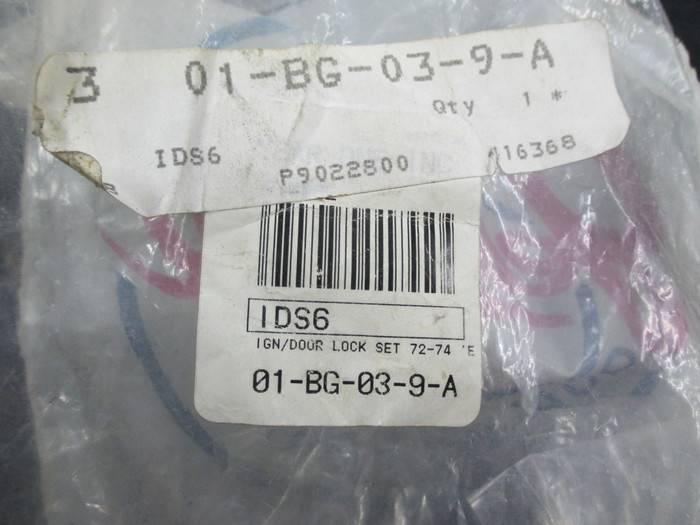 3 01-BG-03-9-A
Qty 1 *
IDS6 P9022800 A16368
IDS6
IGN/DOOR LOCK SET 72-74 'E
01-BG-03-9-A